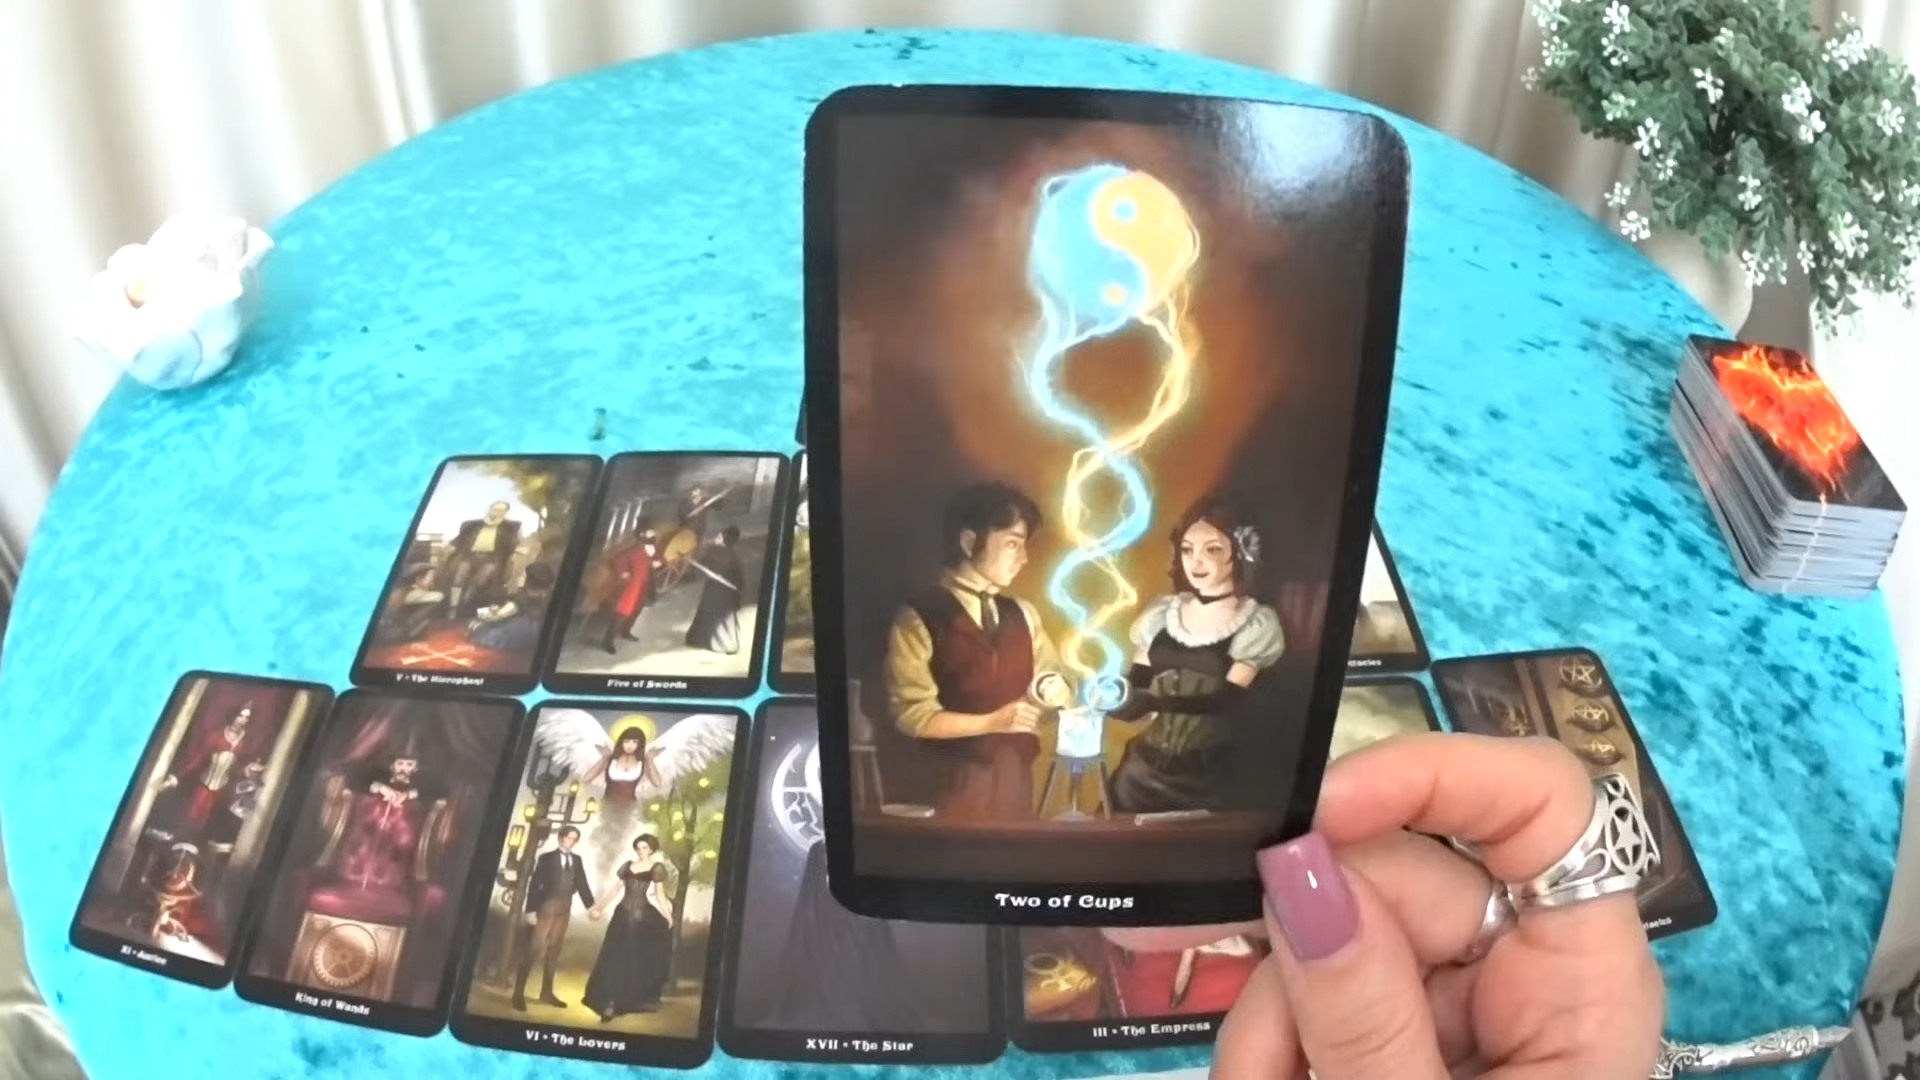 Two of Cups
V • The Hierophant
Five of Swords
XI • Justice
King of Wands
VI • The Lovers
XVII • The Star
III • The Empress